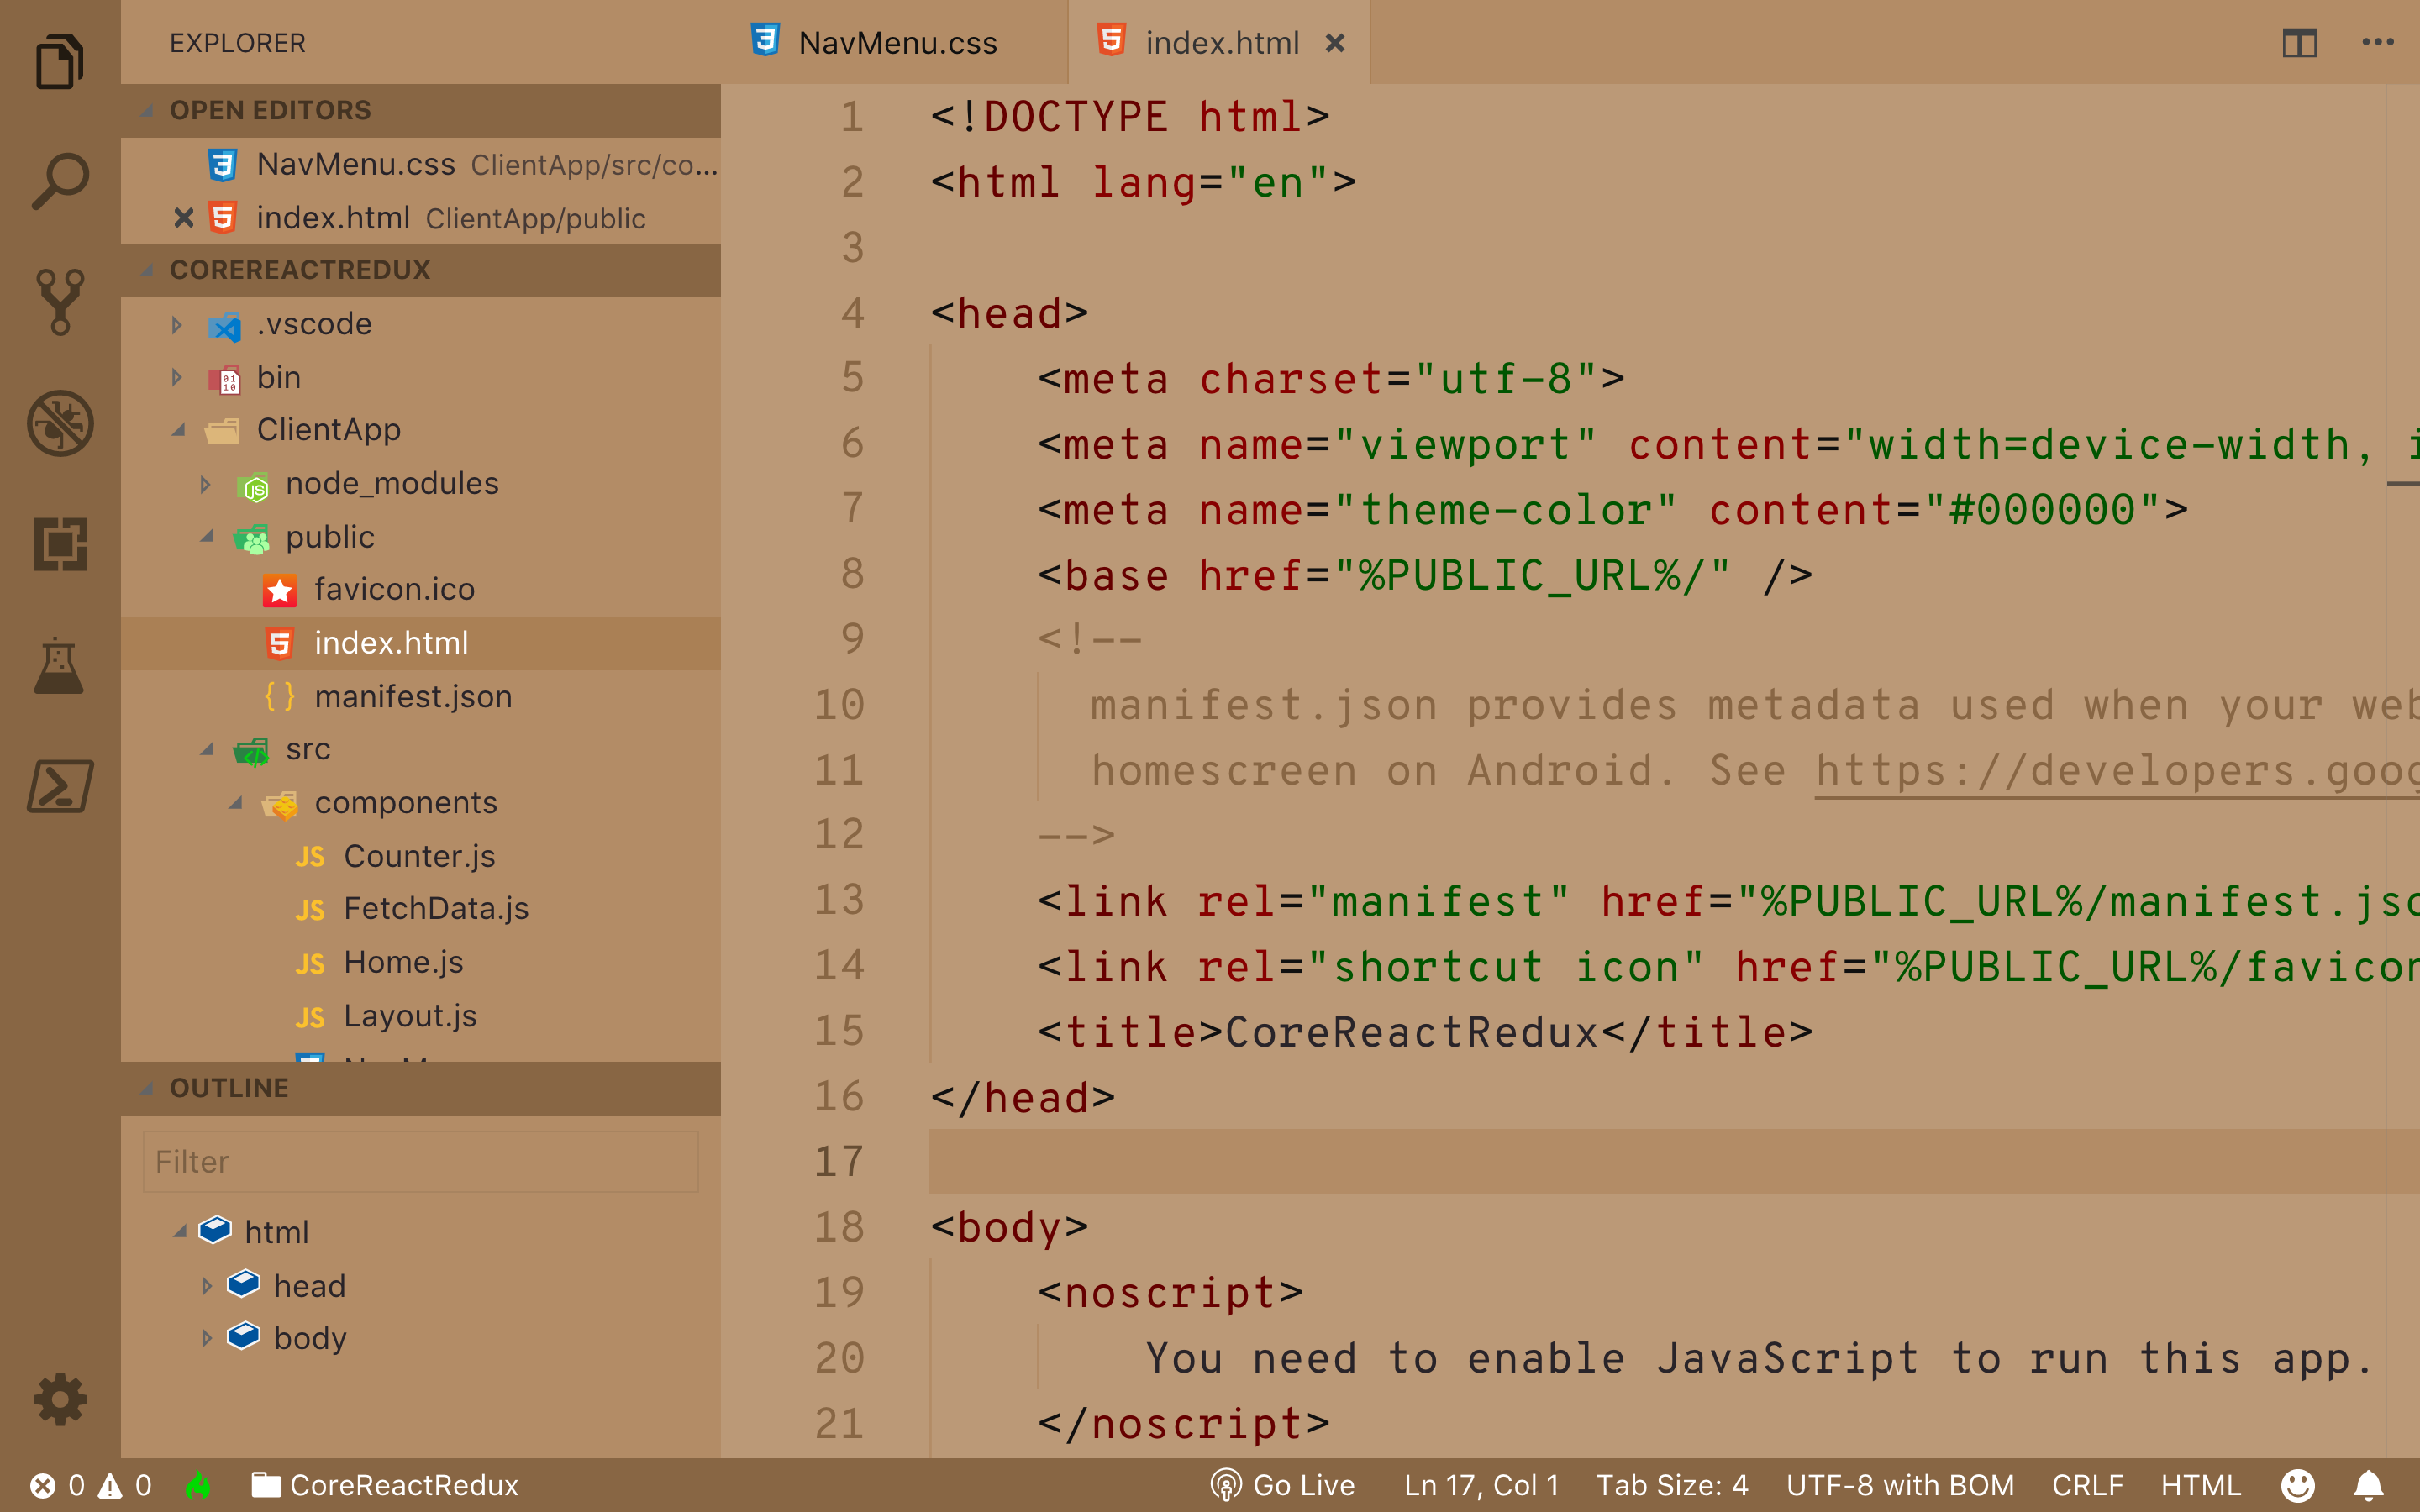 EXPLORER
OPEN EDITORS
NavMenu.css ClientApp/src/co...
index.html ClientApp/public
COREREACTREDUX
.vscode
bin
ClientApp
node_modules
public
favicon.ico
index.html
manifest.json
src
components
JS Counter.js
JS FetchData.js
JS Home.js
JS Layout.js
OUTLINE
Filter
html
head
body
NavMenu.css
index.html
1 <!DOCTYPE html>
2 <html lang="en">
3
4 <head>
5 <meta charset="utf-8">
6 <meta name="viewport" content="width=device-width, i
7 <meta name="theme-color" content="#000000">
8 <base href="%PUBLIC_URL%/" />
9 <!--
10 manifest.json provides metadata used when your web
11 homescreen on Android. See https://developers.goog
12 -->
13 <link rel="manifest" href="%PUBLIC_URL%/manifest.jso
14 <link rel="shortcut icon" href="%PUBLIC_URL%/favicon
15 <title>CoreReactRedux</title>
16 </head>
17
18 <body>
19 <noscript>
20 You need to enable JavaScript to run this app.
21 </noscript>
0 0 CoreReactRedux Go Live Ln 17, Col 1 Tab Size: 4 UTF-8 with BOM CRLF HTML